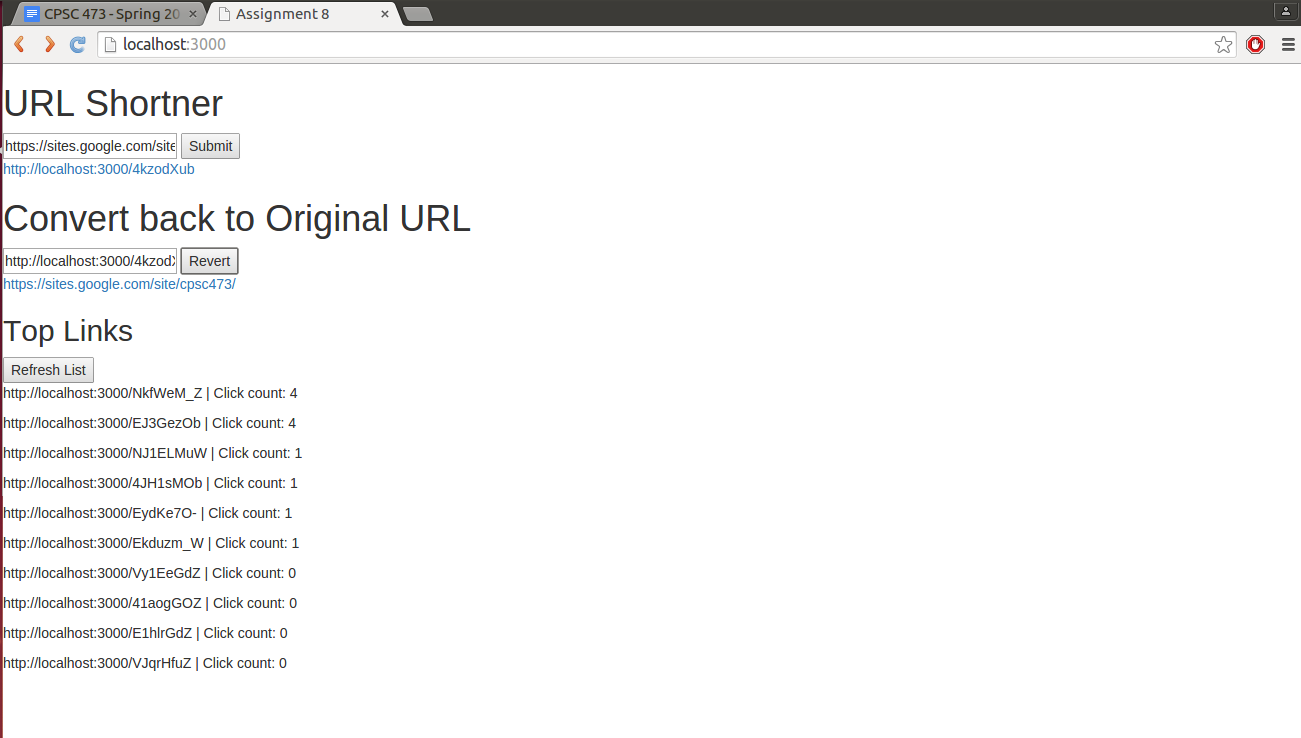 CPSC 473 - Spring 20
Assignment 8
localhost:3000
URL Shortner
https://sites.google.com/site
Submit
http://localhost:3000/4kzodXub
Convert back to Original URL
http://localhost:3000/4kzodX
Revert
https://sites.google.com/site/cpsc473/
Top Links
Refresh List
http://localhost:3000/NkfWeM_Z | Click count: 4
http://localhost:3000/EJ3GezOb | Click count: 4
http://localhost:3000/NJ1ELMuW | Click count: 1
http://localhost:3000/4JH1sMOb | Click count: 1
http://localhost:3000/EydKe7O- | Click count: 1
http://localhost:3000/Ekduzm_W | Click count: 1
http://localhost:3000/Vy1EeGdZ | Click count: 0
http://localhost:3000/41aogGOZ | Click count: 0
http://localhost:3000/E1hlrGdZ | Click count: 0
http://localhost:3000/VJqrHfuZ | Click count: 0